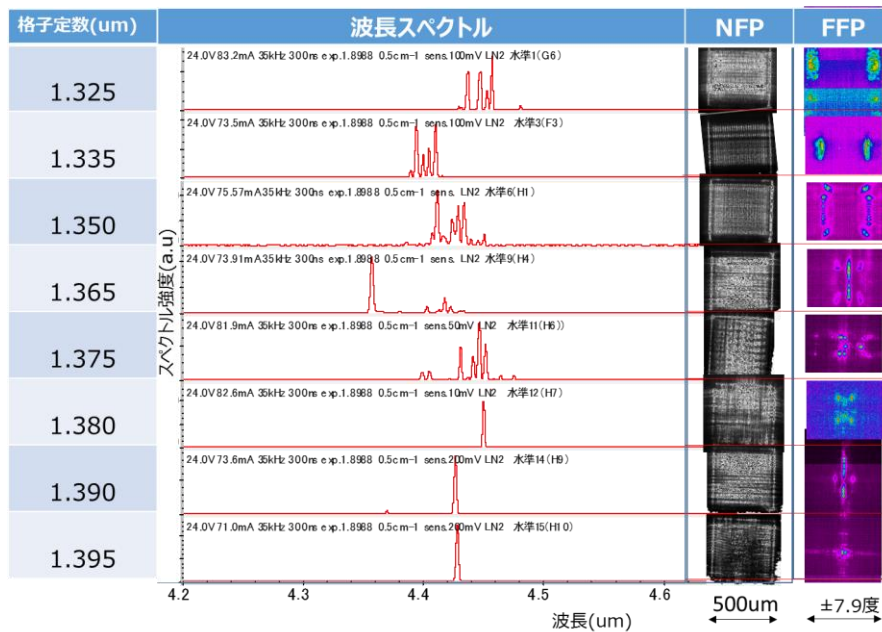 格子定数(um) 波長スペクトル NFP FFP
1.325
24.0V83.2mA 35kHz 300ns exp.1.8988 0.5cm-1 sens.100mV LN2 水準1(G6)
1.335
24.0V73.5mA 35kHz 300ns exp.1.8988 0.5cm-1 sens.100mV LN2 水準3(F3)
1.350
24.0V75.57mA35kHz 300ns exp.1.8988 0.5cm-1 sens. LN2 水準6(H1)
1.365
24.0V73.91mA35kHz 300ns exp.1.8988 0.5cm-1 sens. LN2 水準9(H4)
1.375
24.0V81.9mA 35kHz 300ns exp.1.8988 0.5cm-1 sens.50mV LN2 水準11(H6))
1.380
24.0V82.6mA 35kHz 300ns exp.1.8988 0.5cm-1 sens.10mV LN2 水準12(H7)
1.390
24.0V73.6mA 35kHz 300ns exp.1.8988 0.5cm-1 sens.200mV LN2 水準14(H9)
1.395
24.0V71.0mA 35kHz 300ns exp.1.8988 0.5cm-1 sens.200mV LN2 水準15(H10)
スペクトル強度(a.u)
4.2 4.3 4.4 4.5 4.6
波長(um)
500um
±7.9度